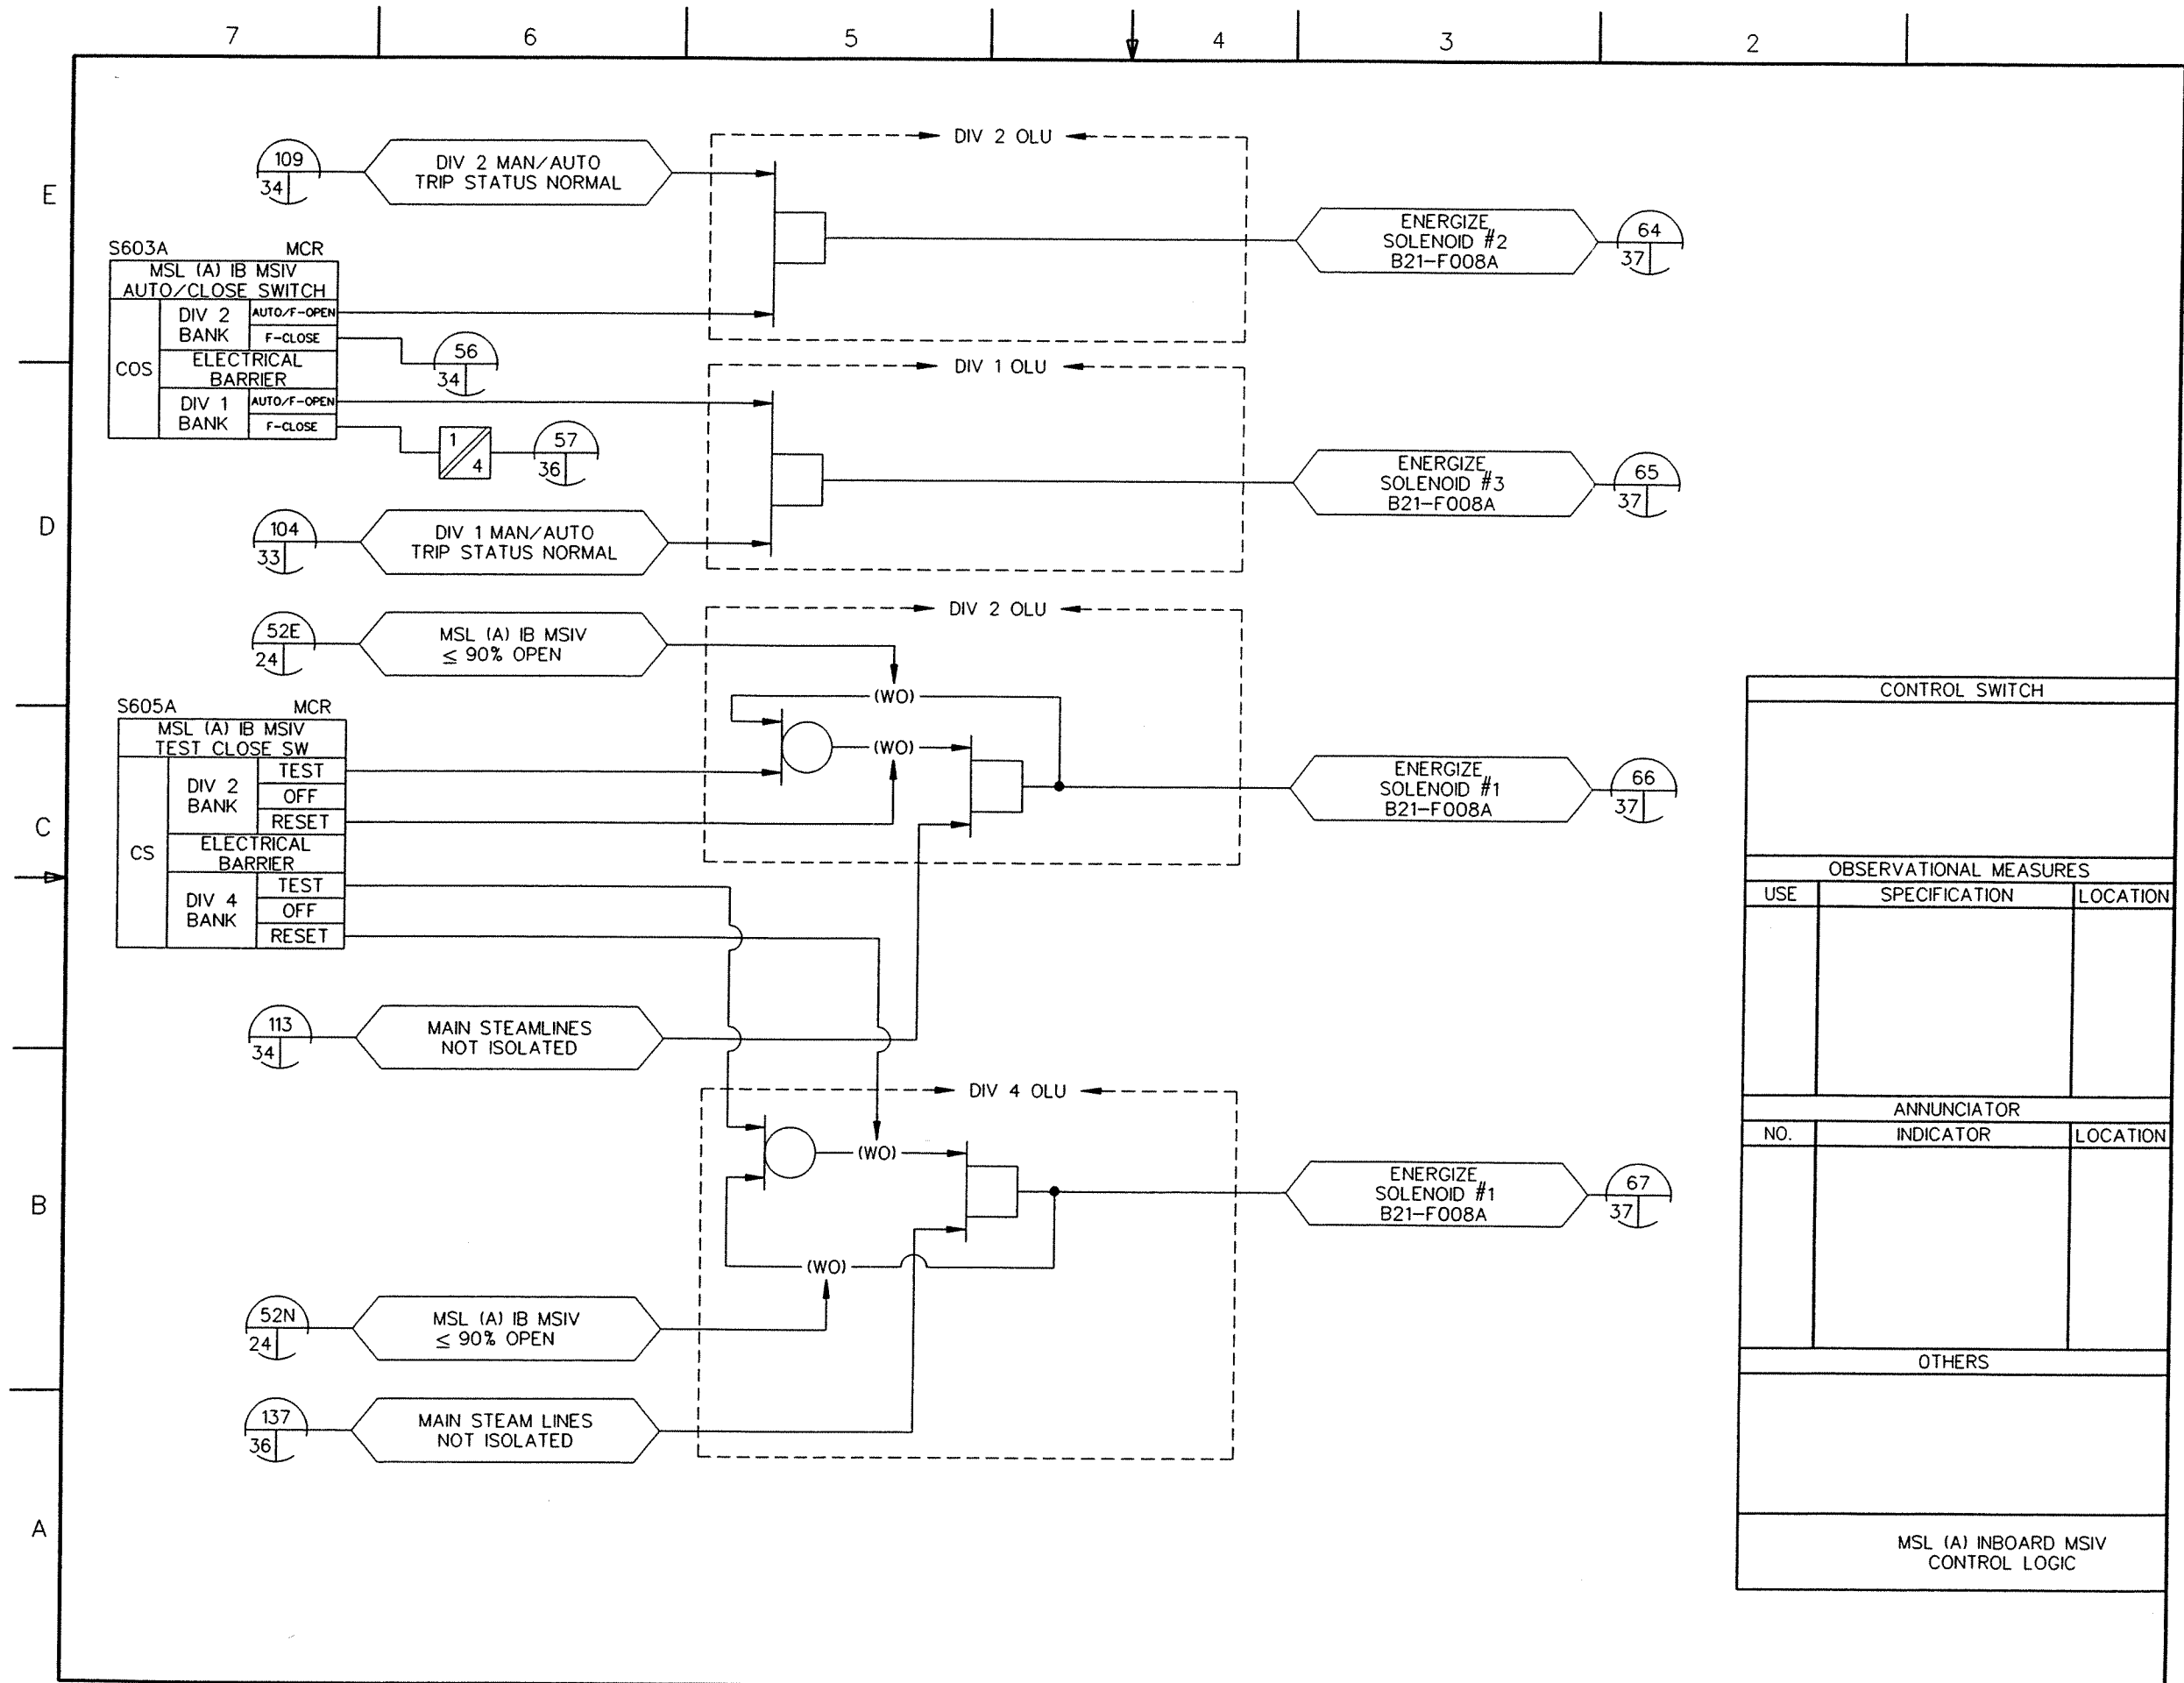 7 6 5 4 3 2
E
D
C
B
A
109
34
DIV 2 MAN/AUTO
TRIP STATUS NORMAL
DIV 2 OLU
ENERGIZE
SOLENOID #2
B21-F008A
64
37
S603A MCR
MSL (A) IB MSIV
AUTO/CLOSE SWITCH
COS
DIV 2
BANK
AUTO/F-OPEN
F-CLOSE
ELECTRICAL
BARRIER
DIV 1
BANK
AUTO/F-OPEN
F-CLOSE
56
34
1
4
57
36
DIV 1 OLU
ENERGIZE
SOLENOID #3
B21-F008A
65
37
104
33
DIV 1 MAN/AUTO
TRIP STATUS NORMAL
52E
24
MSL (A) IB MSIV
≤ 90% OPEN
DIV 2 OLU
(WO)
(WO)
ENERGIZE
SOLENOID #1
B21-F008A
66
37
S605A MCR
MSL (A) IB MSIV
TEST CLOSE SW
CS
DIV 2
BANK
TEST
OFF
RESET
ELECTRICAL
BARRIER
DIV 4
BANK
TEST
OFF
RESET
113
34
MAIN STEAMLINES
NOT ISOLATED
DIV 4 OLU
(WO)
(WO)
ENERGIZE
SOLENOID #1
B21-F008A
67
37
52N
24
MSL (A) IB MSIV
≤ 90% OPEN
137
36
MAIN STEAM LINES
NOT ISOLATED
CONTROL SWITCH
OBSERVATIONAL MEASURES
USE SPECIFICATION LOCATION
ANNUNCIATOR
NO. INDICATOR LOCATION
OTHERS
MSL (A) INBOARD MSIV
CONTROL LOGIC